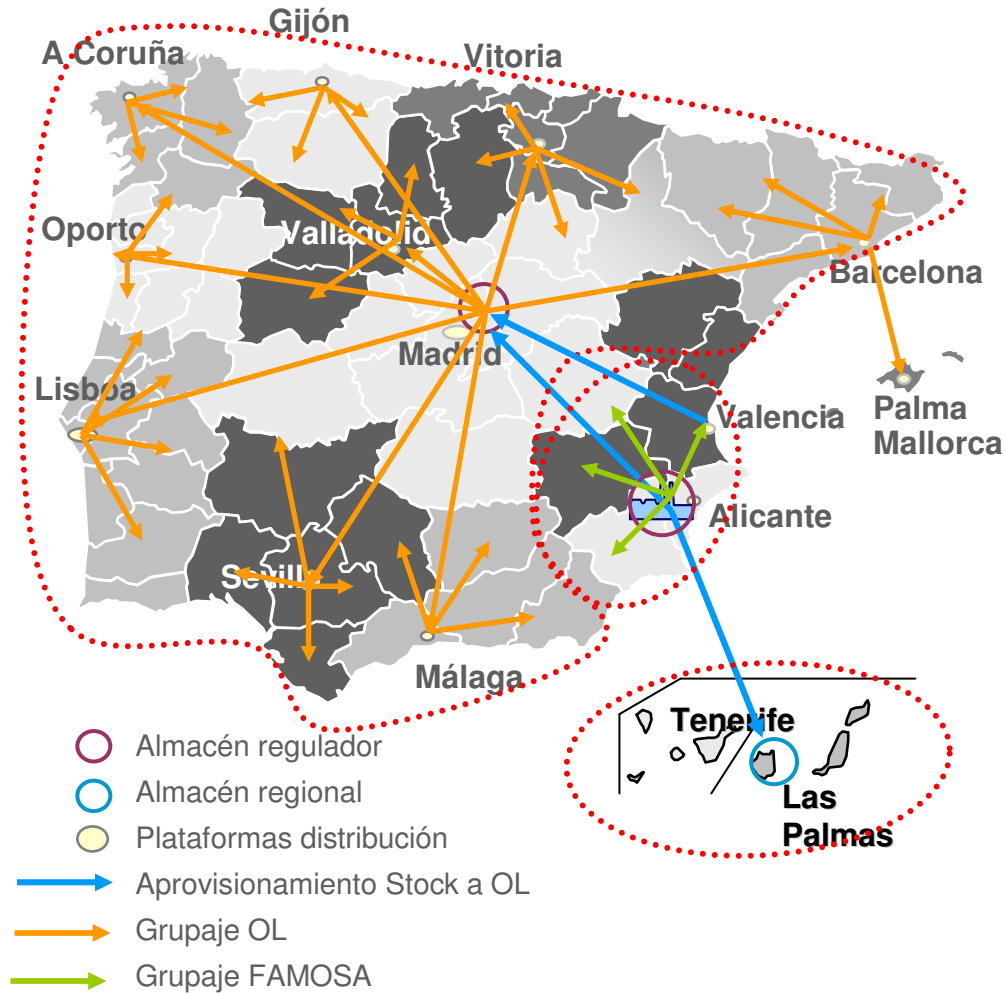 Gijón
A Coruña
Vitoria
Oporto
Valladolid
Barcelona
Madrid
Lisboa
Valencia
Palma
Mallorca
Alicante
Sevilla
Málaga
Tenerife
Las
Palmas
Almacén regulador
Almacén regional
Plataformas distribución
Aprovisionamiento Stock a OL
Grupaje OL
Grupaje FAMOSA